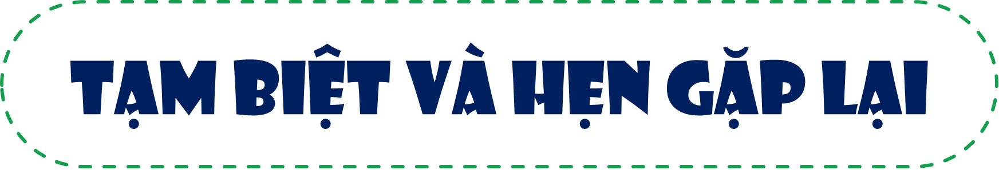 TẠM BIỆT VÀ HẸN GẶP LẠI